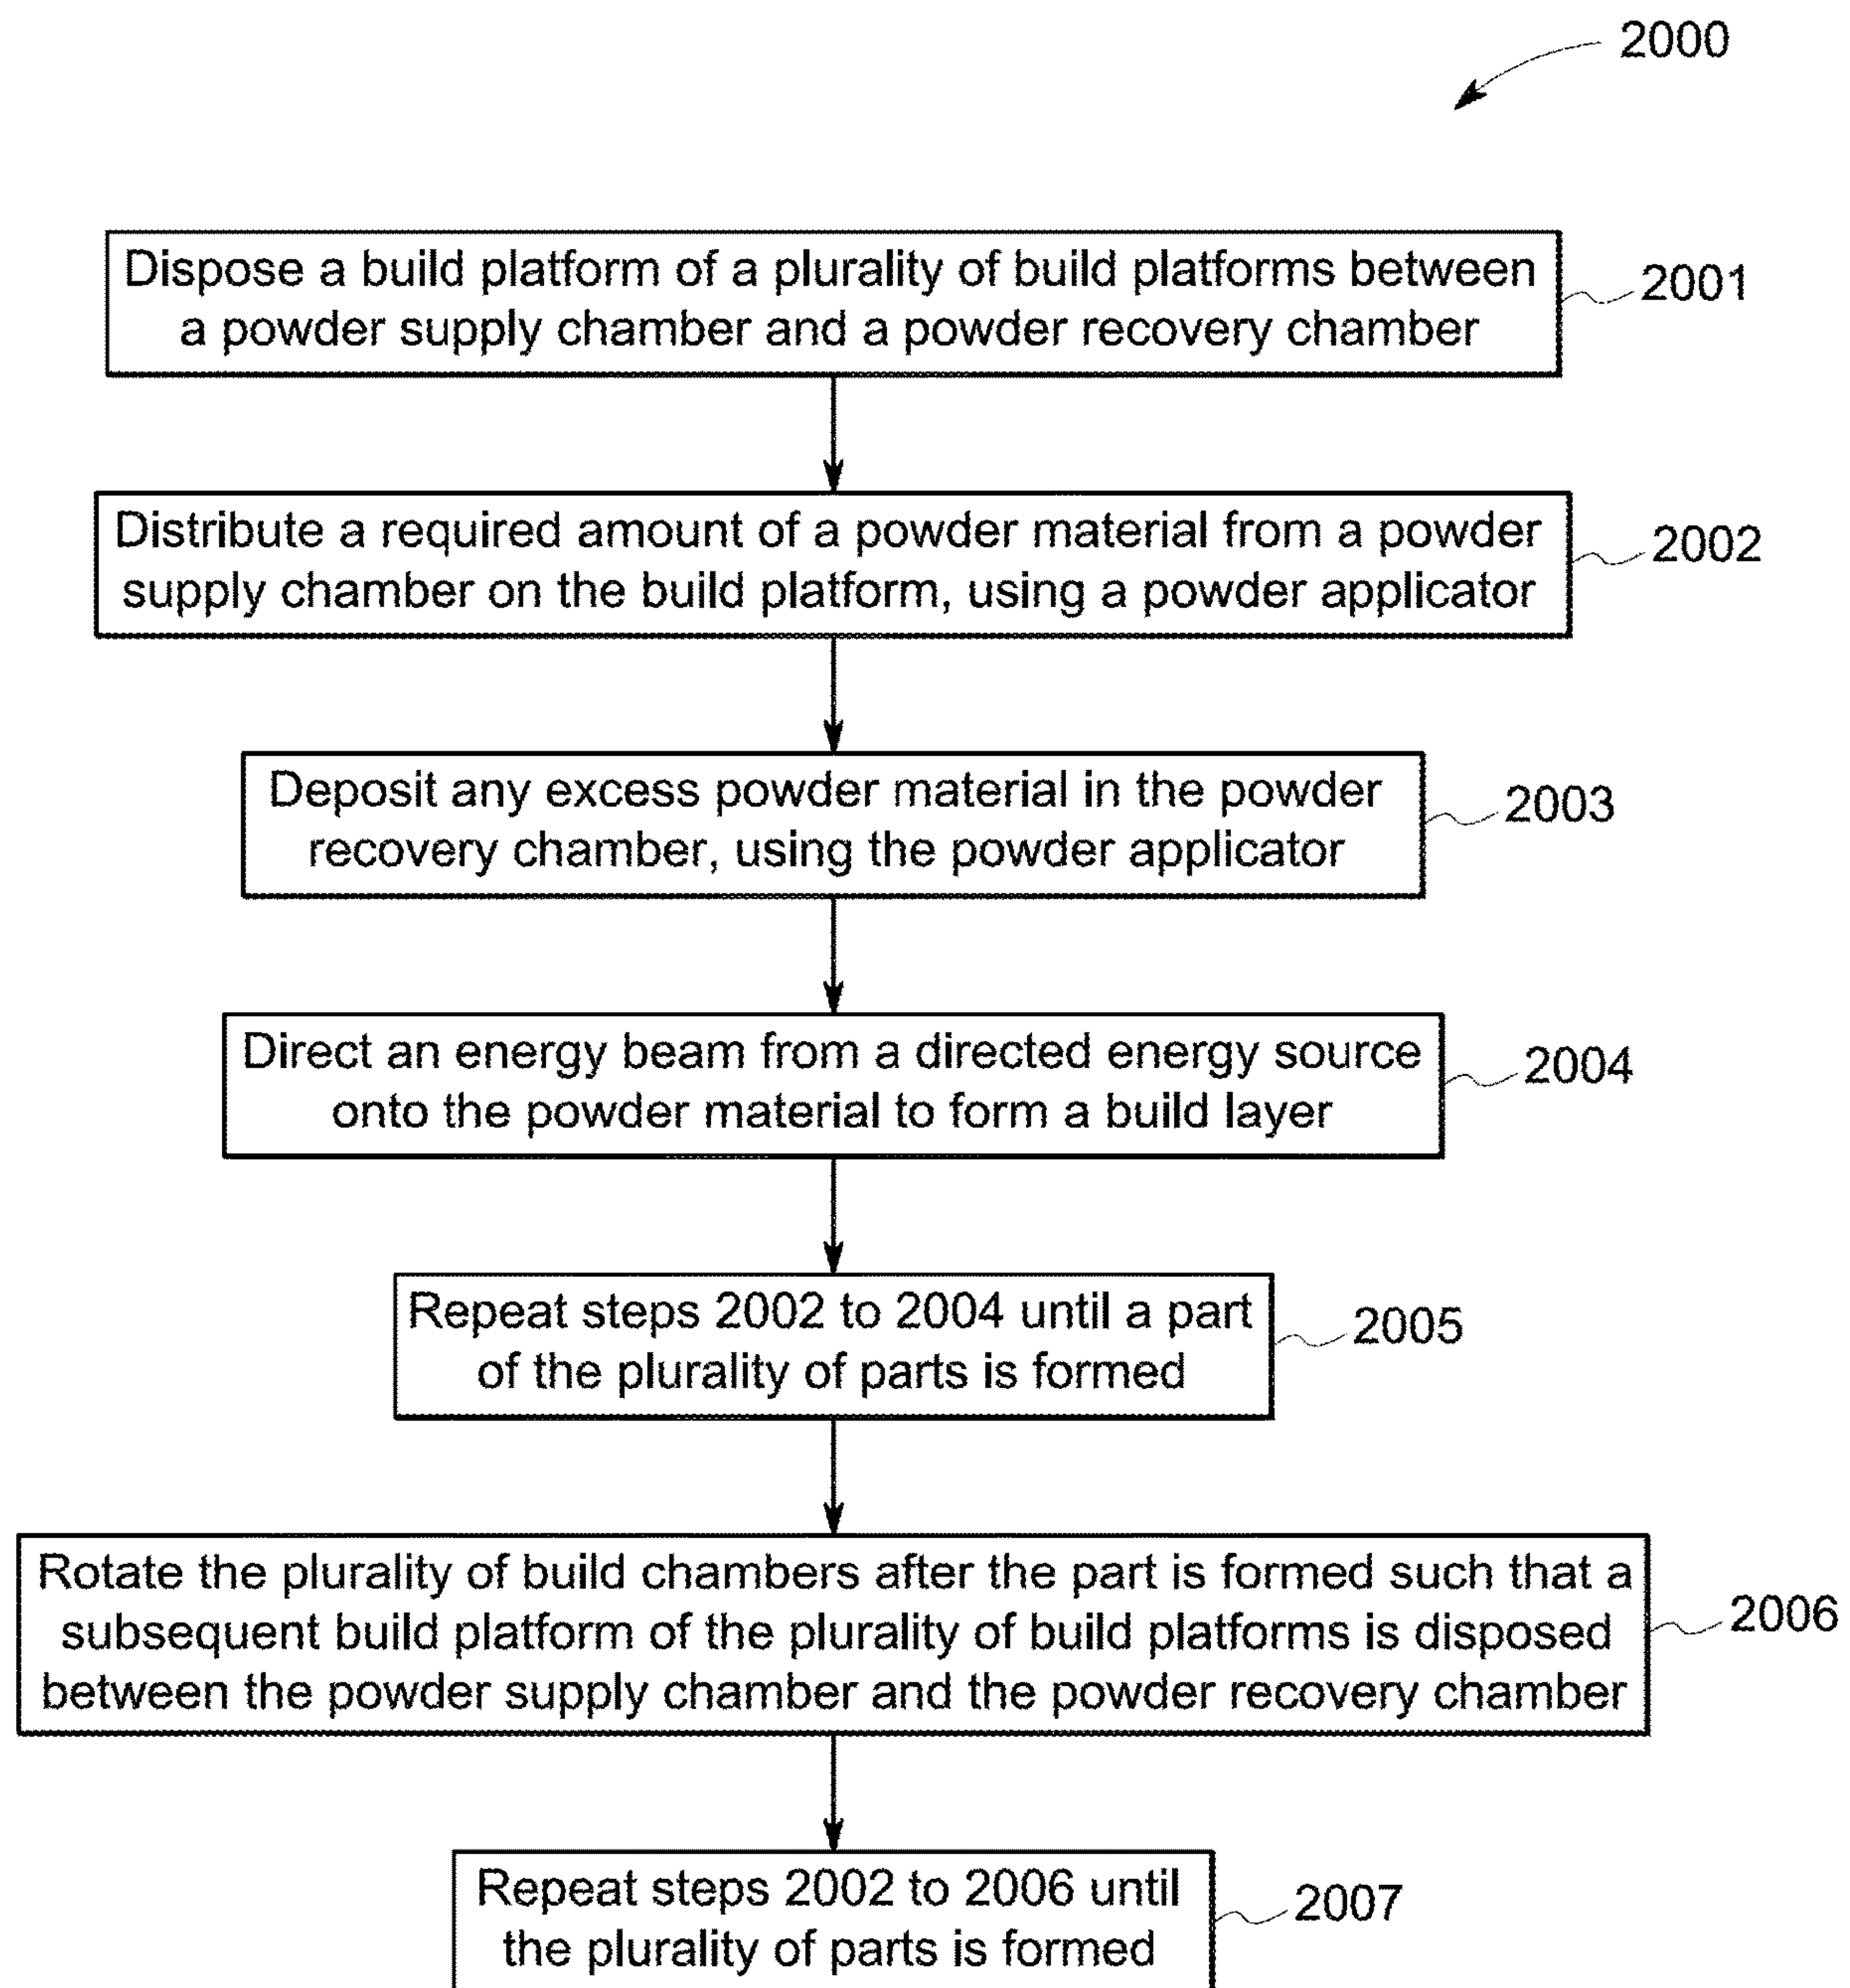 2000
Dispose a build platform of a plurality of build platforms between
a powder supply chamber and a powder recovery chamber
2001
Distribute a required amount of a powder material from a powder
supply chamber on the build platform, using a powder applicator
2002
Deposit any excess powder material in the powder
recovery chamber, using the powder applicator
2003
Direct an energy beam from a directed energy source
onto the powder material to form a build layer
2004
Repeat steps 2002 to 2004 until a part
of the plurality of parts is formed
2005
Rotate the plurality of build chambers after the part is formed such that a
subsequent build platform of the plurality of build platforms is disposed
between the powder supply chamber and the powder recovery chamber
2006
Repeat steps 2002 to 2006 until
the plurality of parts is formed
2007